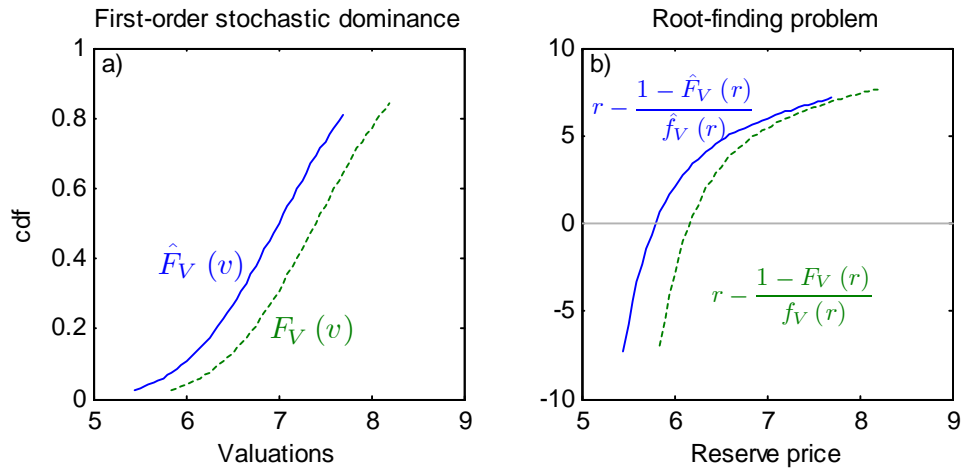 First-order stochastic dominance
a)
1
0.8
0.6
0.4
0.2
0
cdf
F̂_V (v)
F_V (v)
5 6 7 8 9
Valuations
Root-finding problem
b)
10
5
0
-5
-10
r − (1 − F̂_V (r)) / f̂_V (r)
r − (1 − F_V (r)) / f_V (r)
5 6 7 8 9
Reserve price